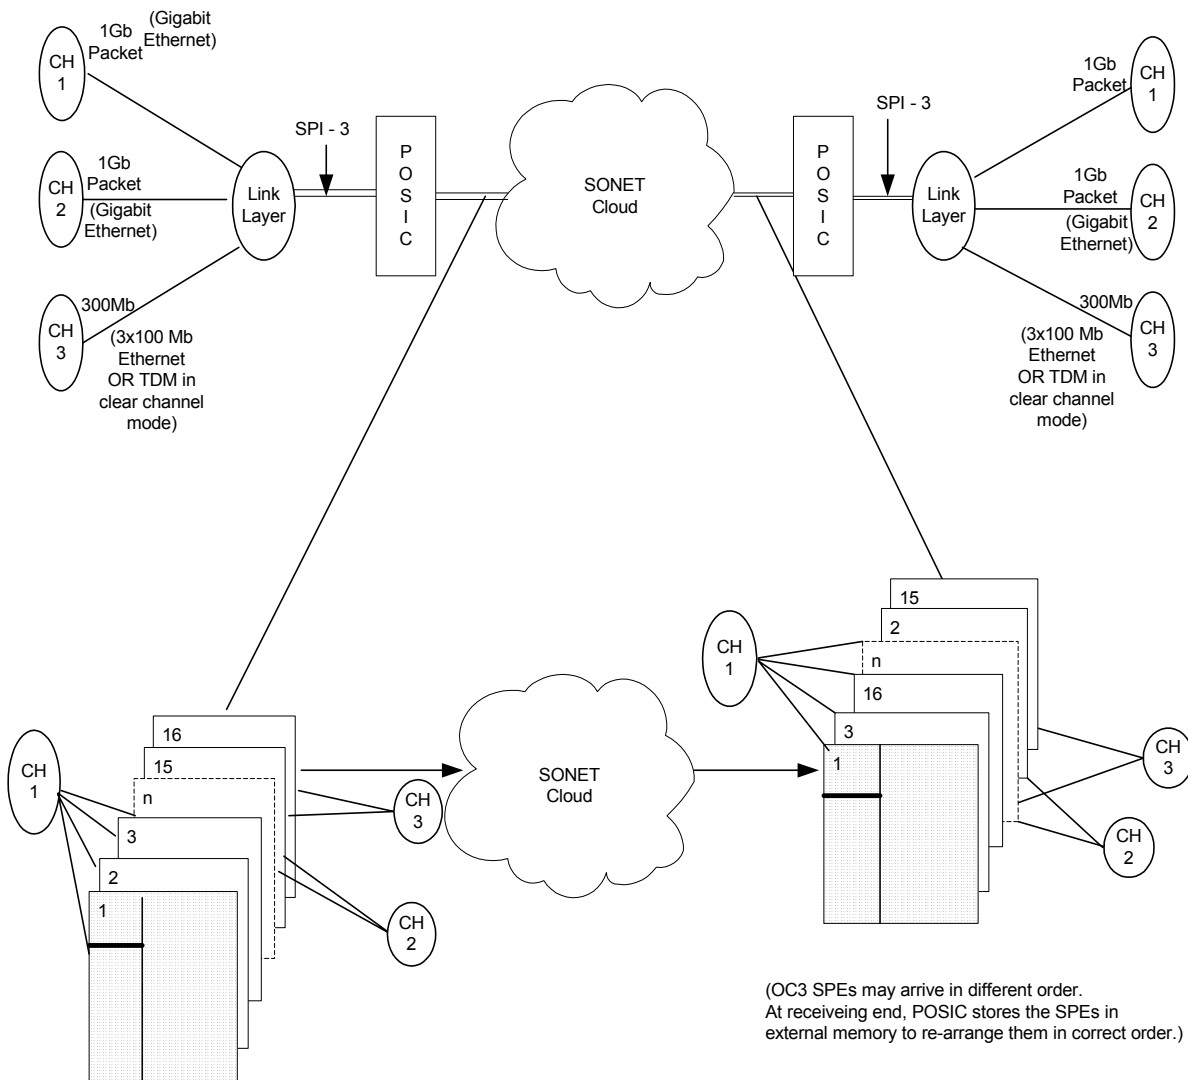 1Gb
Packet
(Gigabit
Ethernet)
CH
1
1Gb
Packet
(Gigabit
Ethernet)
CH
2
300Mb
CH
3
(3x100 Mb
Ethernet
OR TDM in
clear channel
mode)
Link
Layer
SPI - 3
P
O
S
I
C
SONET
Cloud
P
O
S
I
C
SPI - 3
Link
Layer
1Gb
Packet
CH
1
1Gb
Packet
(Gigabit
Ethernet)
CH
2
300Mb
CH
3
(3x100 Mb
Ethernet
OR TDM in
clear channel
mode)
CH
1
16
15
n
3
2
1
CH
3
CH
2
SONET
Cloud
CH
1
15
2
n
16
3
1
CH
3
CH
2
(OC3 SPEs may arrive in different order.
At receiveing end, POSIC stores the SPEs in
external memory to re-arrange them in correct order.)